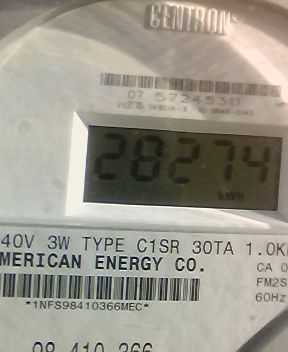 CENTRON
07 57245311
28274
kWh
40V 3W TYPE C1SR 30TA 1.0K
MERICAN ENERGY CO.
CA 0
FM2S
60Hz
*1NFS98410366MEC*
98 410 366